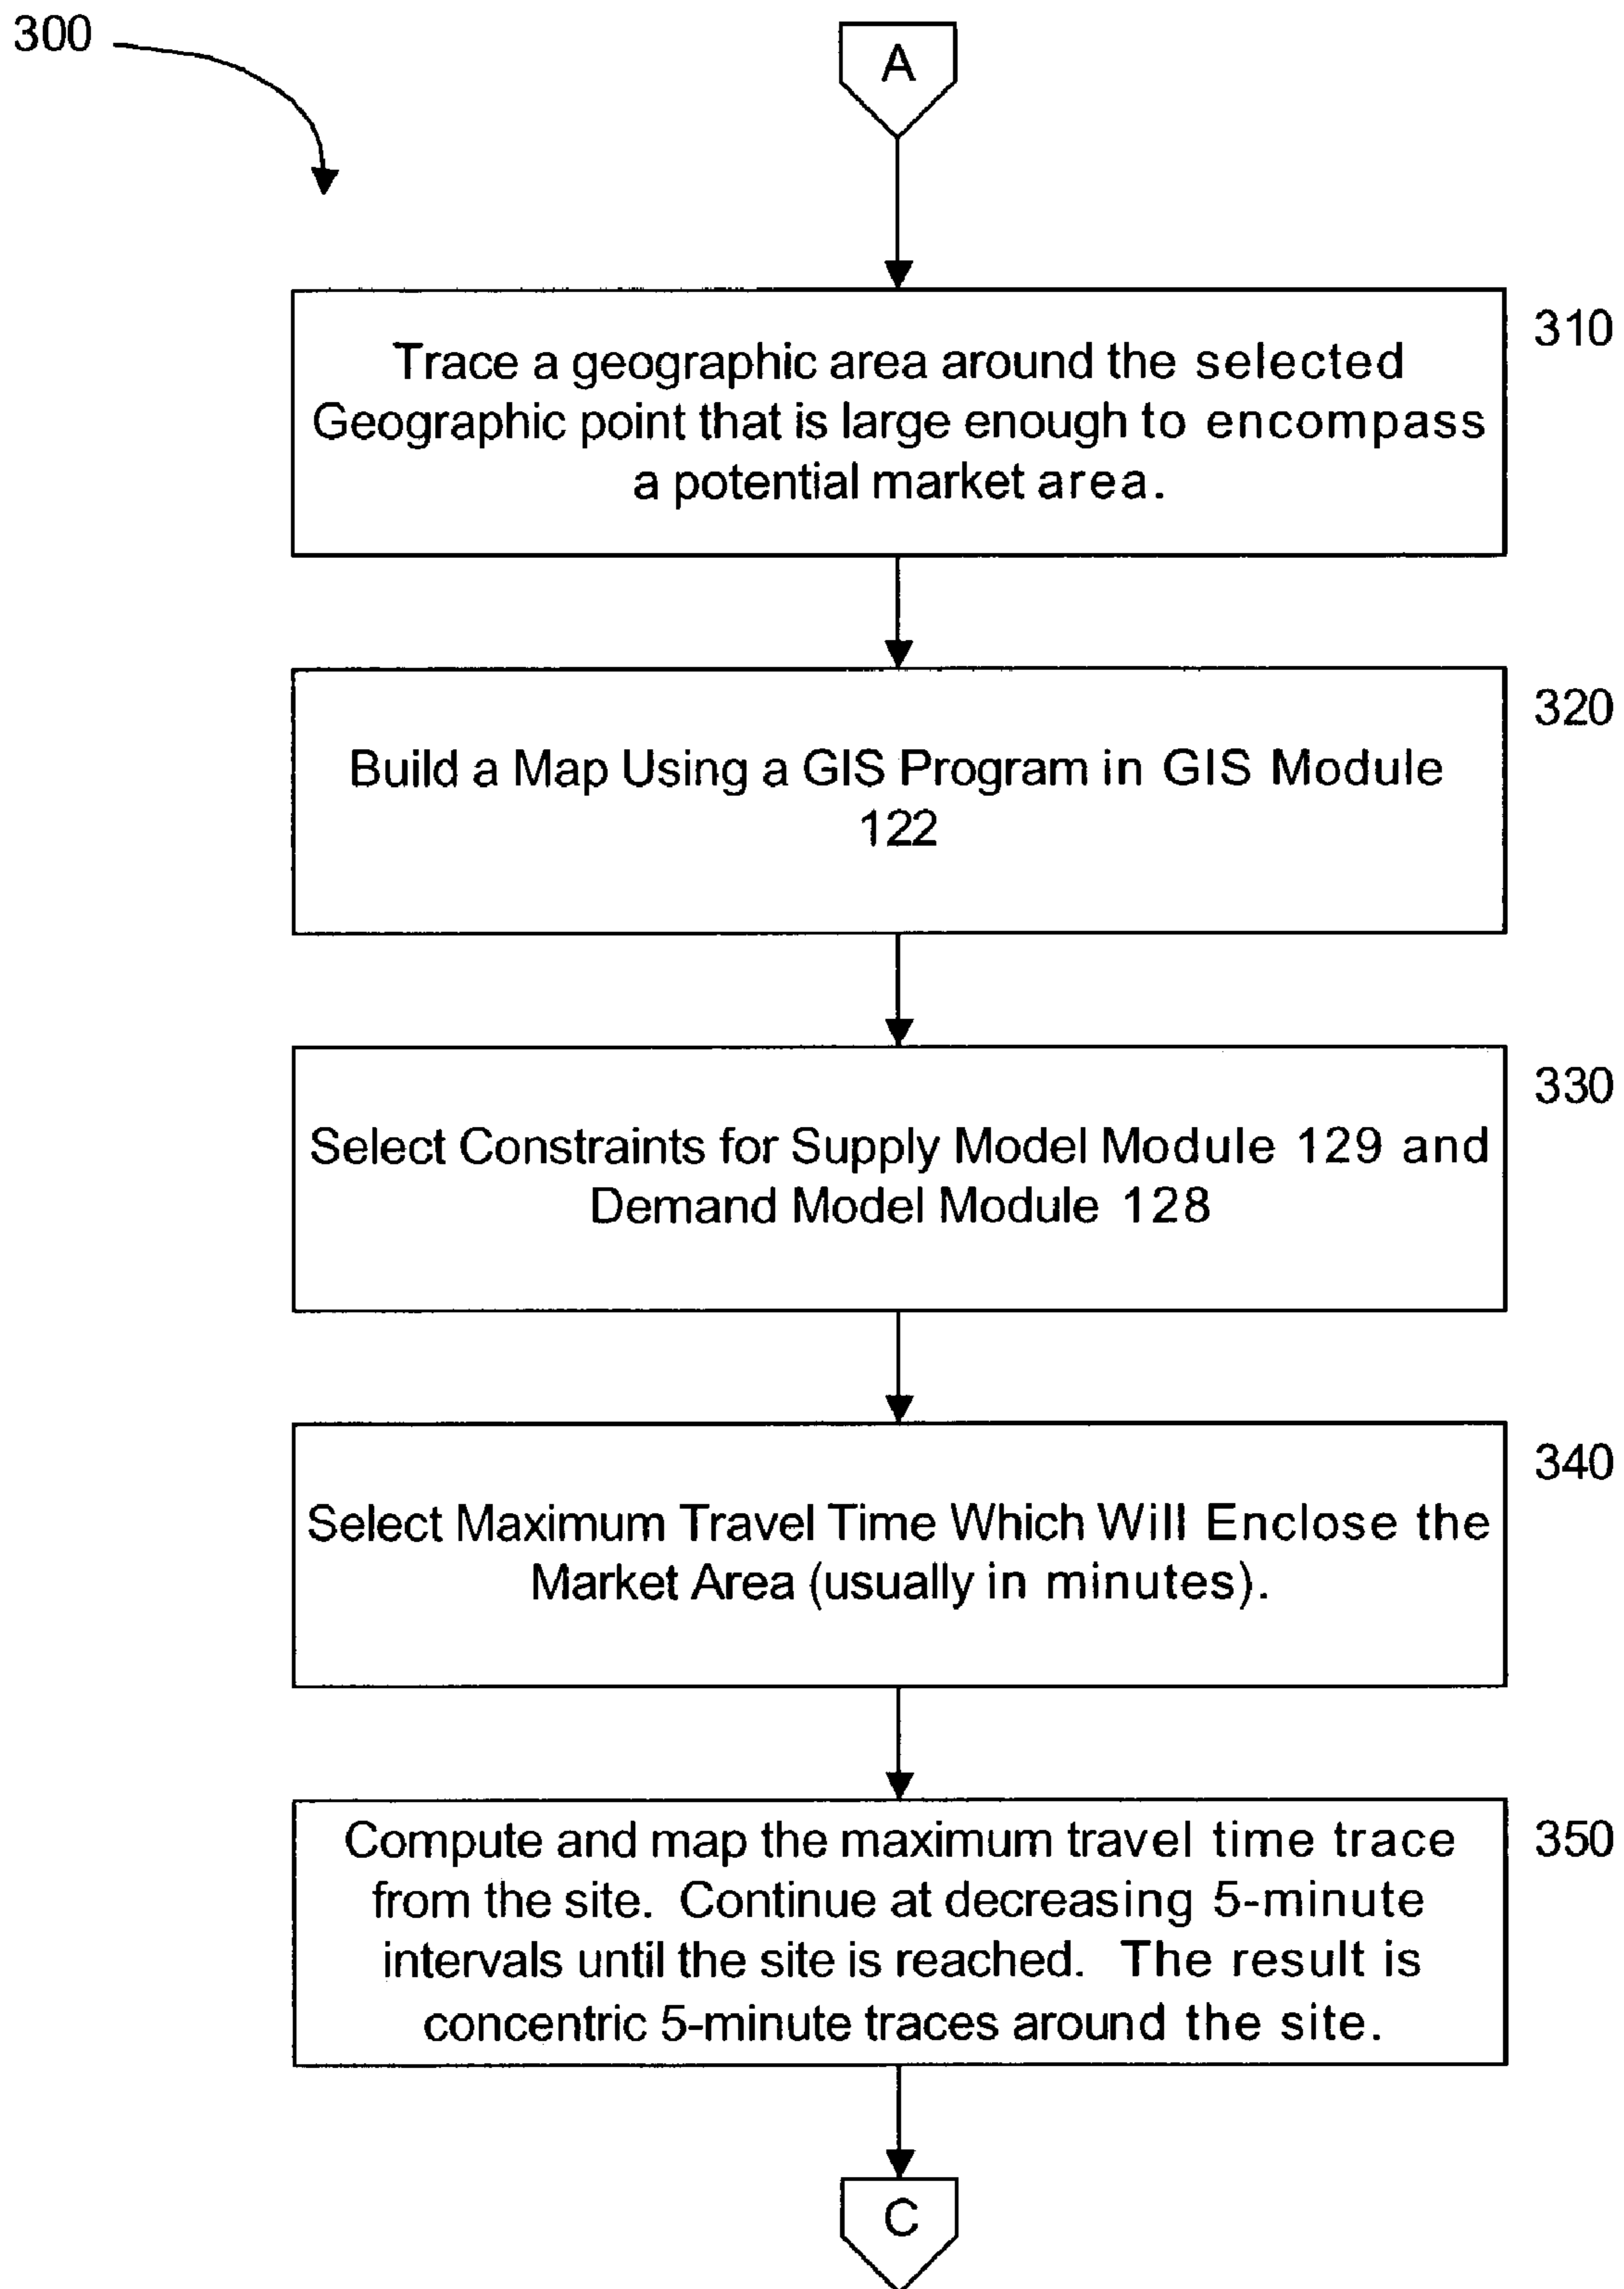 300
A
310
Trace a geographic area around the selected
Geographic point that is large enough to encompass
a potential market area.
320
Build a Map Using a GIS Program in GIS Module
122
330
Select Constraints for Supply Model Module 129 and
Demand Model Module 128
340
Select Maximum Travel Time Which Will Enclose the
Market Area (usually in minutes).
350
Compute and map the maximum travel time trace
from the site. Continue at decreasing 5-minute
intervals until the site is reached. The result is
concentric 5-minute traces around the site.
C